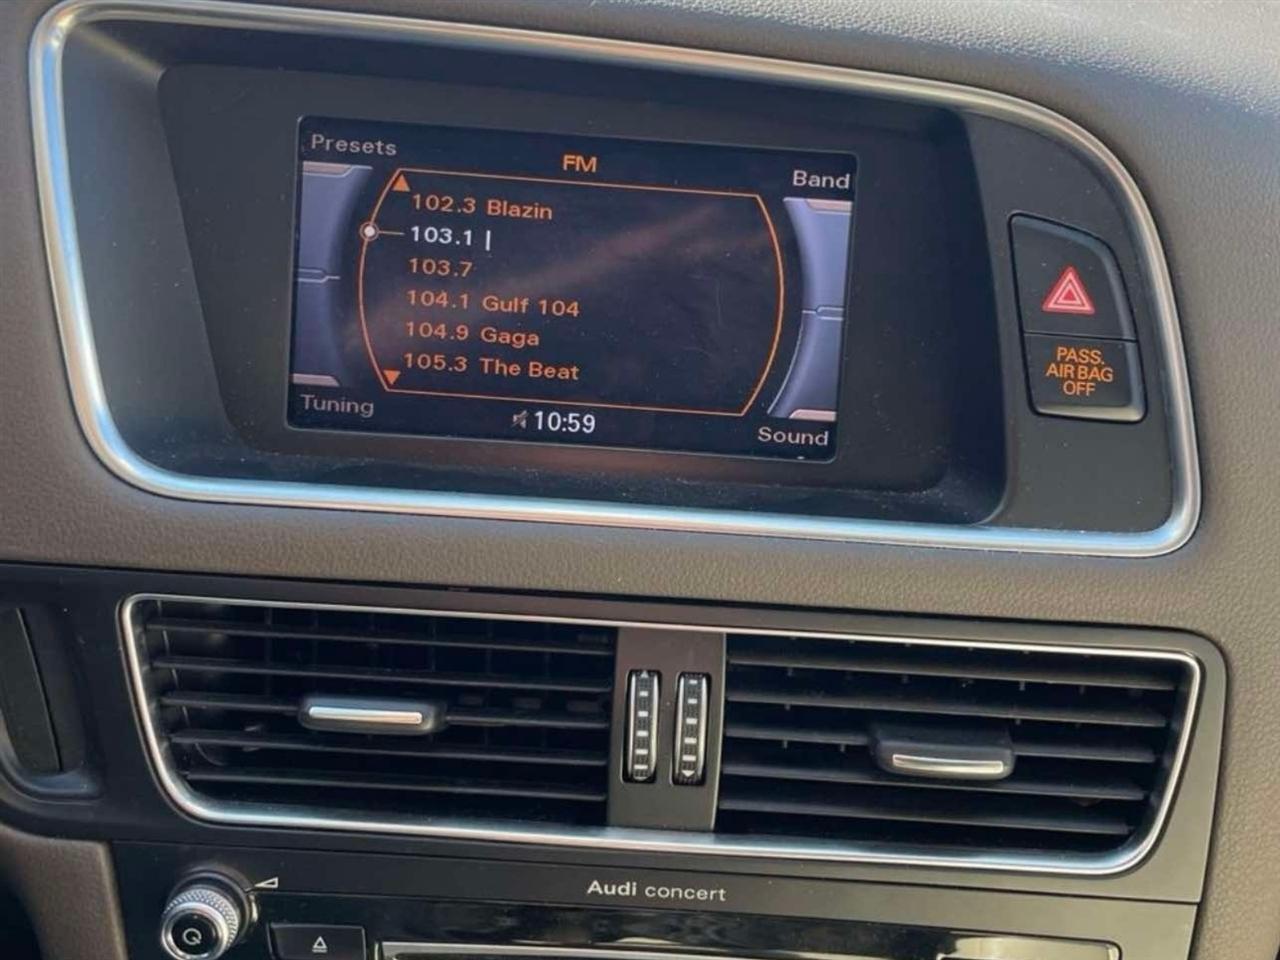 Presets
FM
Band
102.3 Blazin
103.1 |
103.7
104.1 Gulf 104
104.9 Gaga
105.3 The Beat
Tuning
10:59
Sound
PASS.
AIR BAG
OFF
Audi concert